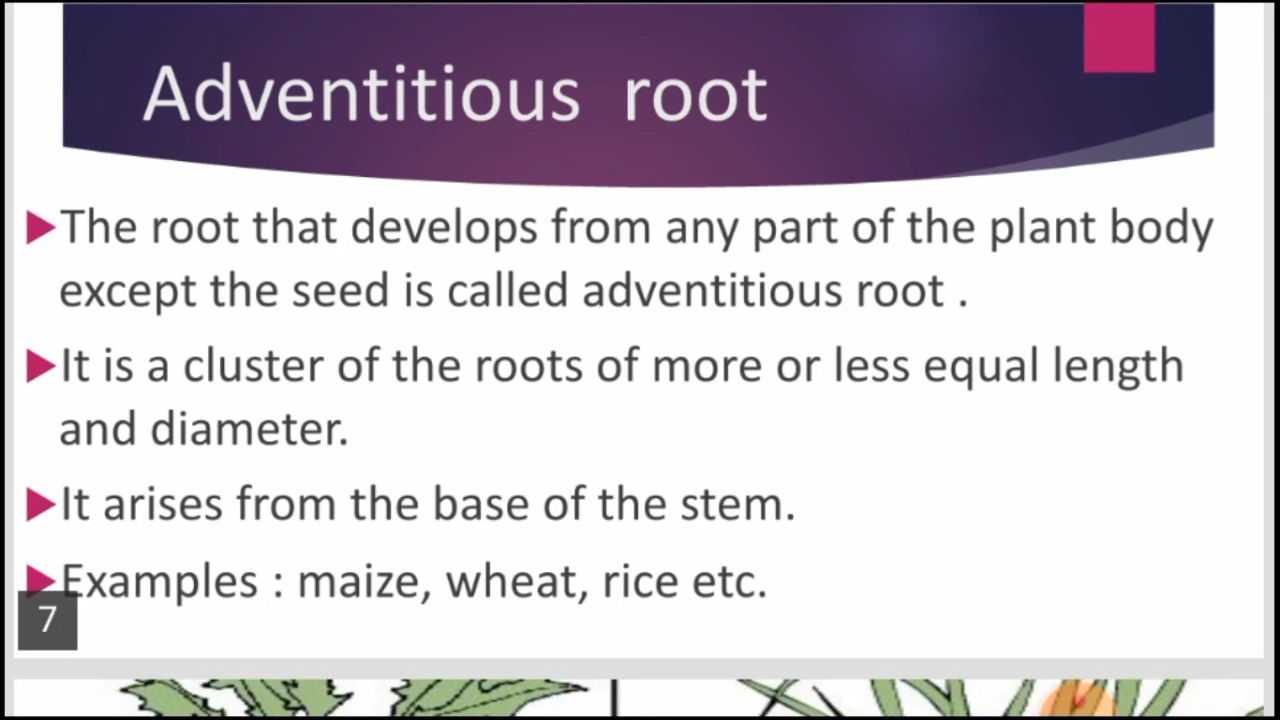 Adventitious root
The root that develops from any part of the plant body
except the seed is called adventitious root .
It is a cluster of the roots of more or less equal length
and diameter.
It arises from the base of the stem.
Examples : maize, wheat, rice etc.
7